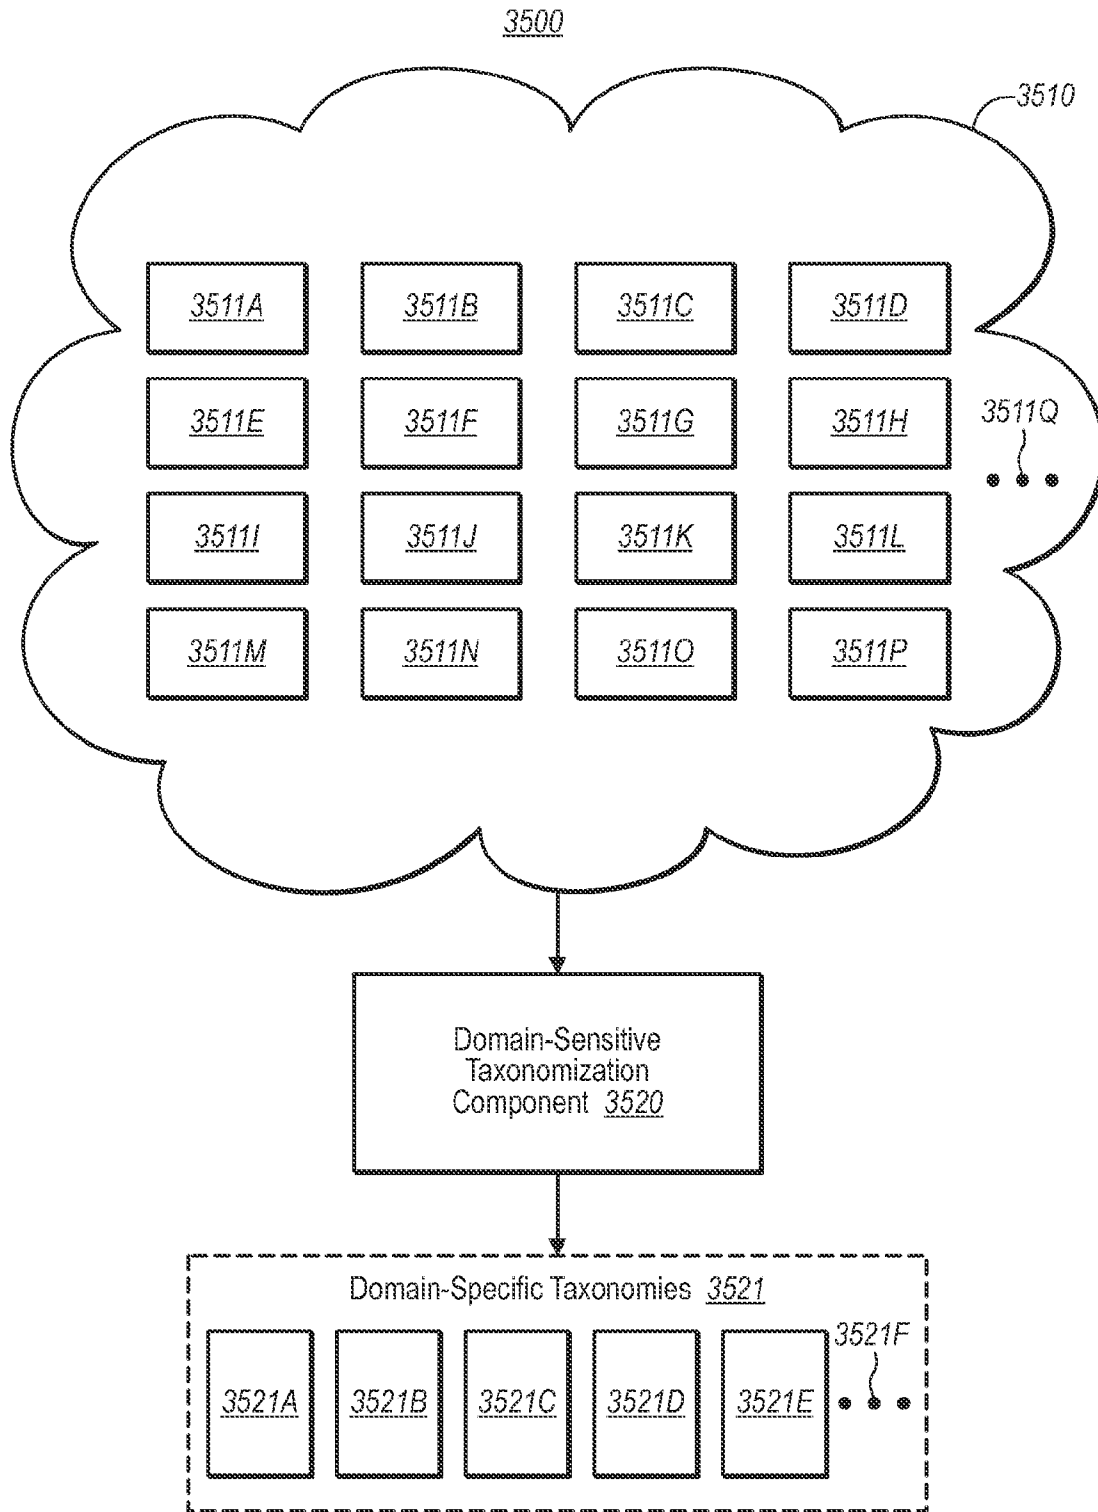 3500
3510
3511A 3511B 3511C 3511D
3511E 3511F 3511G 3511H
3511Q
3511I 3511J 3511K 3511L
3511M 3511N 3511O 3511P
Domain-Sensitive
Taxonomization
Component 3520
Domain-Specific Taxonomies 3521
3521F
3521A 3521B 3521C 3521D 3521E